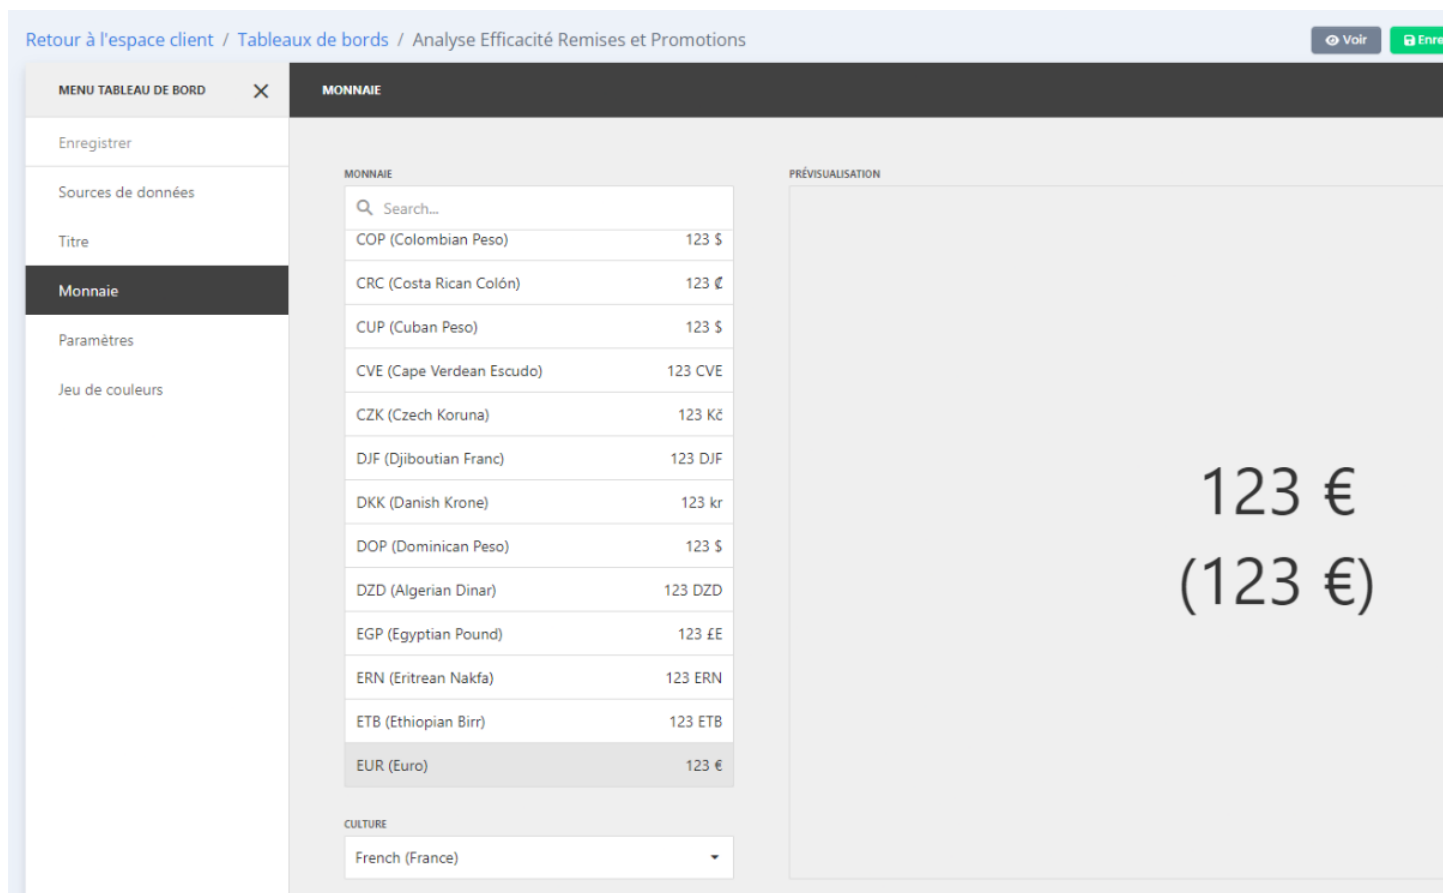 Retour à l'espace client / Tableaux de bords / Analyse Efficacité Remises et Promotions
Voir
Enre
MENU TABLEAU DE BORD
MONNAIE
Enregistrer
Sources de données
Titre
Monnaie
Paramètres
Jeu de couleurs
MONNAIE
Search...
COP (Colombian Peso) 123 $
CRC (Costa Rican Colón) 123 ₡
CUP (Cuban Peso) 123 $
CVE (Cape Verdean Escudo) 123 CVE
CZK (Czech Koruna) 123 Kč
DJF (Djiboutian Franc) 123 DJF
DKK (Danish Krone) 123 kr
DOP (Dominican Peso) 123 $
DZD (Algerian Dinar) 123 DZD
EGP (Egyptian Pound) 123 £E
ERN (Eritrean Nakfa) 123 ERN
ETB (Ethiopian Birr) 123 ETB
EUR (Euro) 123 €
CULTURE
French (France)
PRÉVISUALISATION
123 €
(123 €)